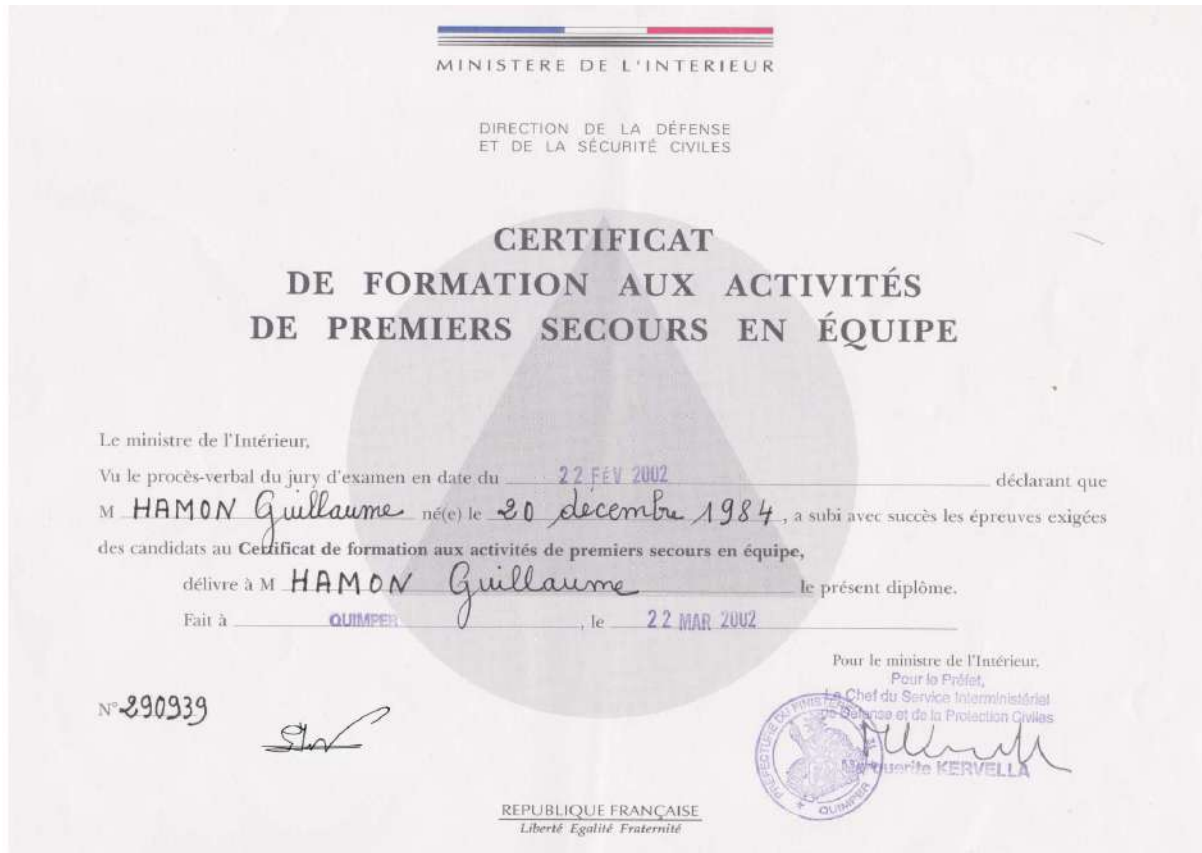 MINISTERE DE L'INTERIEUR
DIRECTION DE LA DÉFENSE
ET DE LA SÉCURITÉ CIVILES
CERTIFICAT
DE FORMATION AUX ACTIVITÉS
DE PREMIERS SECOURS EN ÉQUIPE
Le ministre de l'Intérieur,
Vu le procès-verbal du jury d'examen en date du 22 FÉV 2002 déclarant que
M HAMON Guillaume né(e) le 20 décembre 1984, a subi avec succès les épreuves exigées
des candidats au Certificat de formation aux activités de premiers secours en équipe,
délivre à M HAMON Guillaume le présent diplôme.
Fait à QUIMPER, le 22 MAR 2002
Pour le ministre de l'Intérieur,
Pour le Préfet,
Le Chef du Service Interministériel
de Défense et de la Protection Civiles
N° 290939
KERVELLA
PREFECTURE DU FINISTERE
QUIMPER
REPUBLIQUE FRANÇAISE
Liberté Egalité Fraternité